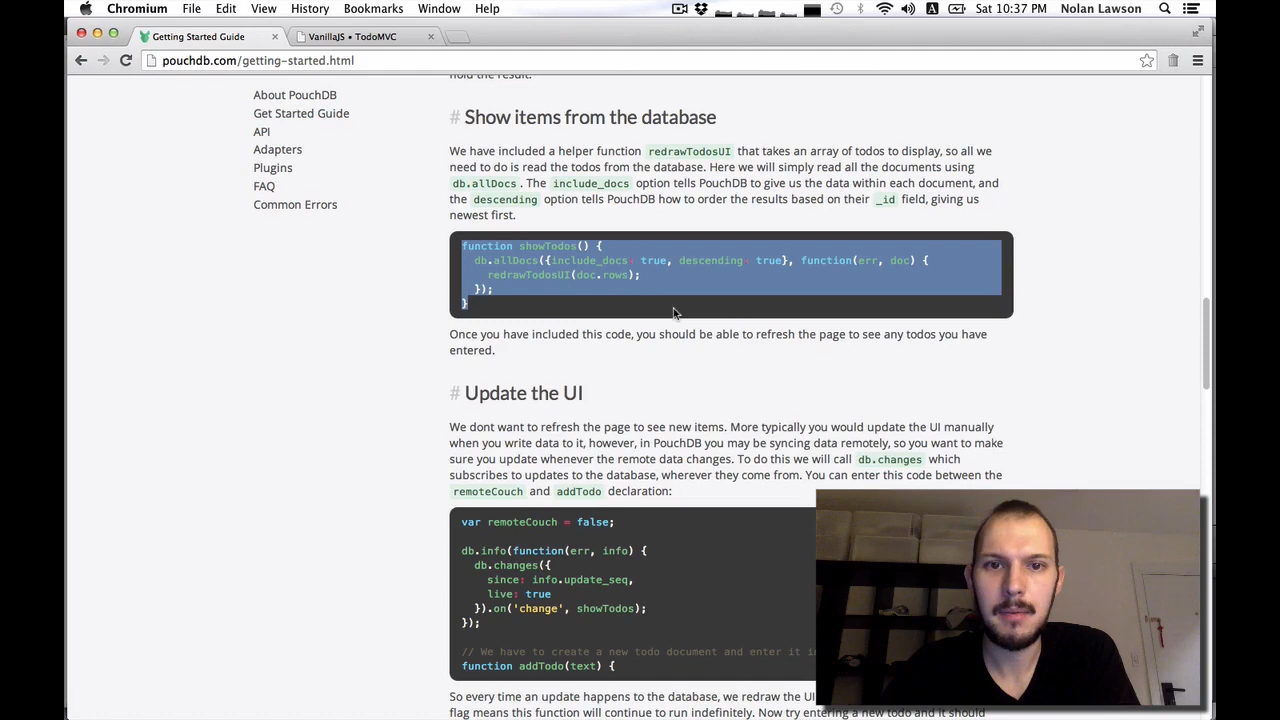 Chromium File Edit View History Bookmarks Window Help Sat 10:37 PM Nolan Lawson
Getting Started Guide VanillaJS • TodoMVC
pouchdb.com/getting-started.html
hold the result.
About PouchDB
Get Started Guide
API
Adapters
Plugins
FAQ
Common Errors
# Show items from the database
We have included a helper function redrawTodosUI that takes an array of todos to display, so all we
need to do is read the todos from the database. Here we will simply read all the documents using
db.allDocs. The include_docs option tells PouchDB to give us the data within each document, and
the descending option tells PouchDB how to order the results based on their _id field, giving us
newest first.
function showTodos() {
db.allDocs({include_docs: true, descending: true}, function(err, doc) {
redrawTodosUI(doc.rows);
});
}
Once you have included this code, you should be able to refresh the page to see any todos you have
entered.
# Update the UI
We dont want to refresh the page to see new items. More typically you would update the UI manually
when you write data to it, however, in PouchDB you may be syncing data remotely, so you want to make
sure you update whenever the remote data changes. To do this we will call db.changes which
subscribes to updates to the database, wherever they come from. You can enter this code between the
remoteCouch and addTodo declaration:
var remoteCouch = false;
db.info(function(err, info) {
db.changes({
since: info.update_seq,
live: true
}).on('change', showTodos);
});
// We have to create a new todo document and enter it in
function addTodo(text) {
So every time an update happens to the database, we redraw the UI
flag means this function will continue to run indefinitely. Now try entering a new todo and it should